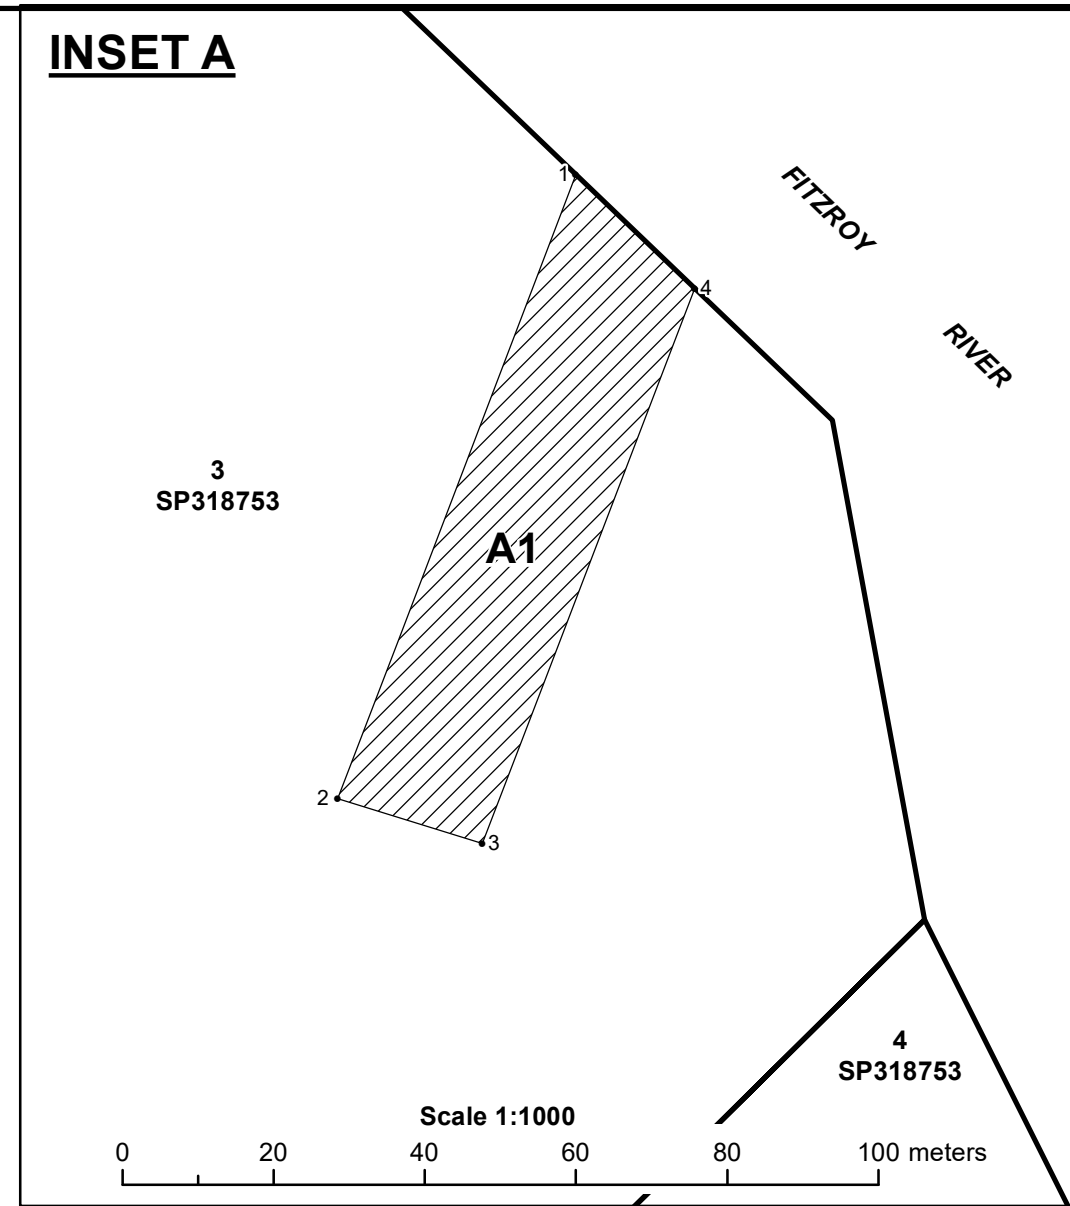 INSET A
1
FITZROY
4
RIVER
3
SP318753
A1
2
3
4
SP318753
Scale 1:1000
0 20 40 60 80 100 meters